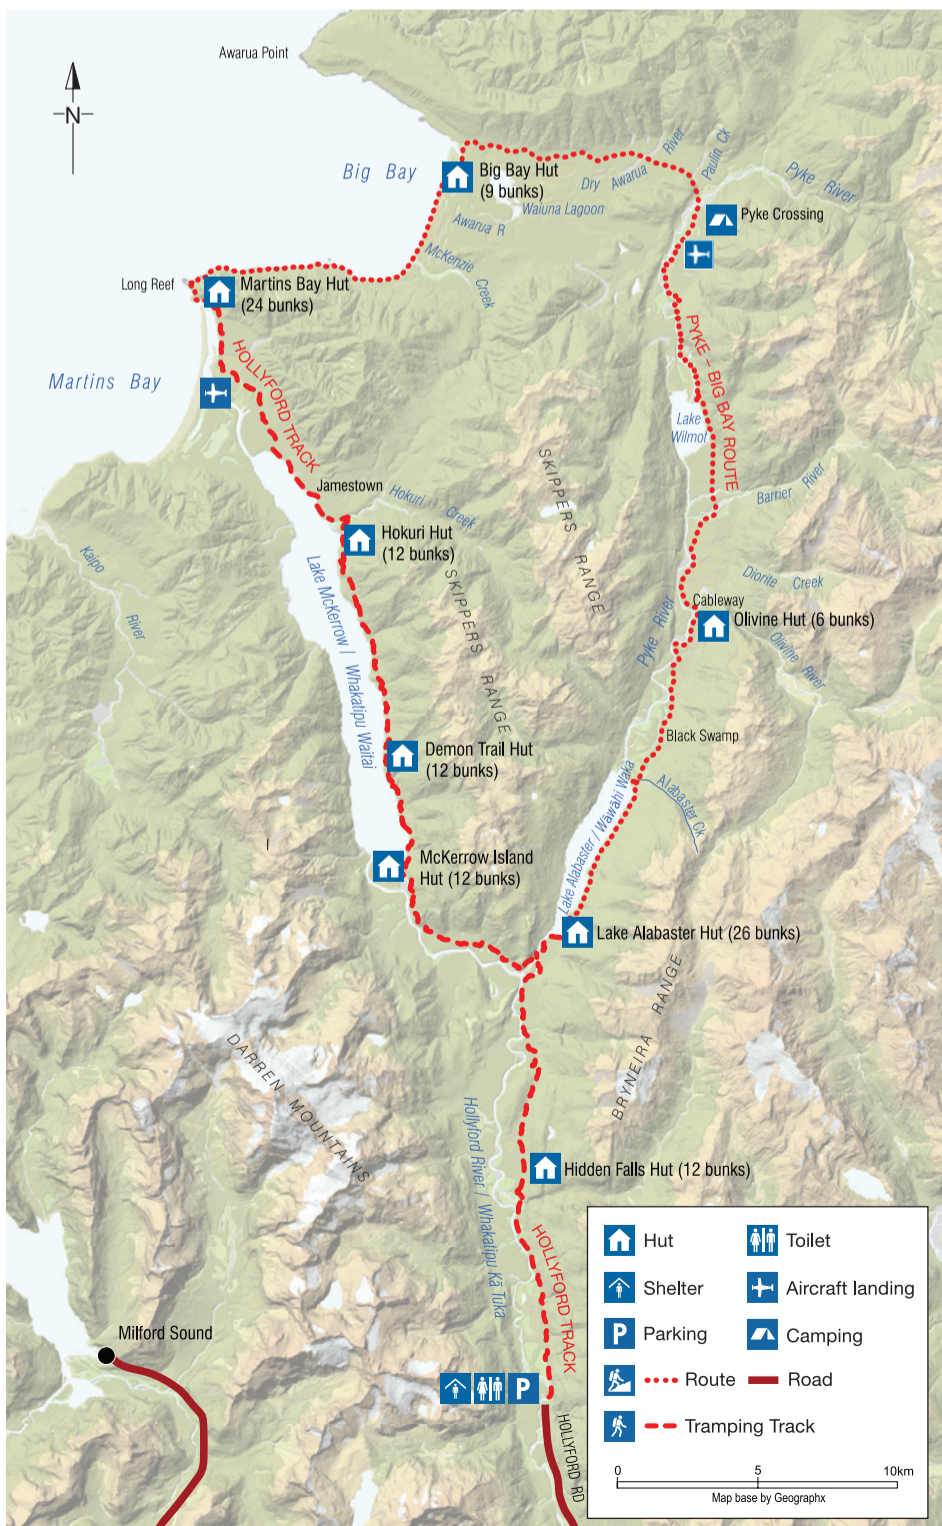 Awarua Point
N
Big Bay
Big Bay Hut
(9 bunks)
Dry Awarua River
Paulin Ck
Pyke River
Waiuna Lagoon
Awarua R
McKenzie Creek
Pyke Crossing
Long Reef
Martins Bay Hut
(24 bunks)
HOLLYFORD TRACK
PYKE – BIG BAY ROUTE
Martins Bay
Lake
Wilmot
Jamestown
Hokuri Creek
SKIPPERS RANGE
Barrier River
Hokuri Hut
(12 bunks)
Kaipo River
Lake McKerrow / Whakatipu Waitai
SKIPPERS RANGE
Diorite Creek
Cableway
Olivine Hut (6 bunks)
Pyke River
Olivine River
Black Swamp
Demon Trail Hut
(12 bunks)
Lake Alabaster / Wāwāhi Waka
Alabaster Ck
McKerrow Island
Hut (12 bunks)
Lake Alabaster Hut (26 bunks)
BRYNEIRA RANGE
DARREN MOUNTAINS
Hollyford River / Whakatipu Kā Tuka
Hidden Falls Hut (12 bunks)
HOLLYFORD TRACK
Milford Sound
P
HOLLYFORD RD
Hut
Toilet
Shelter
Aircraft landing
P Parking
Camping
Route
Road
Tramping Track
0 5 10km
Map base by Geographx